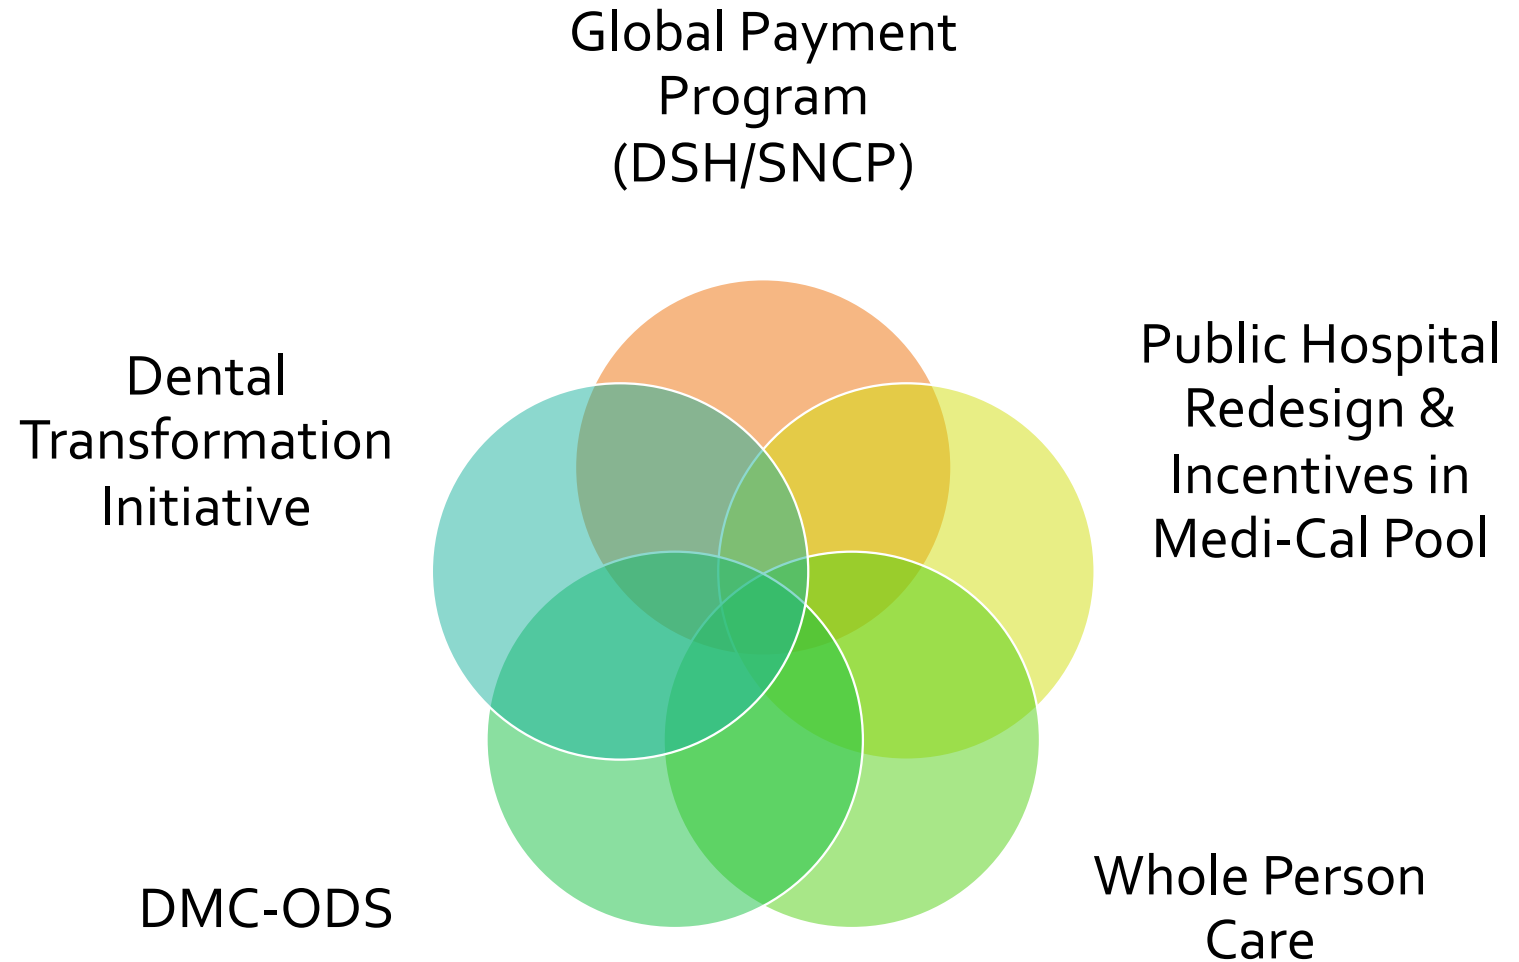 Global Payment
Program
(DSH/SNCP)
Public Hospital
Redesign &
Incentives in
Medi-Cal Pool
Whole Person
Care
DMC-ODS
Dental
Transformation
Initiative